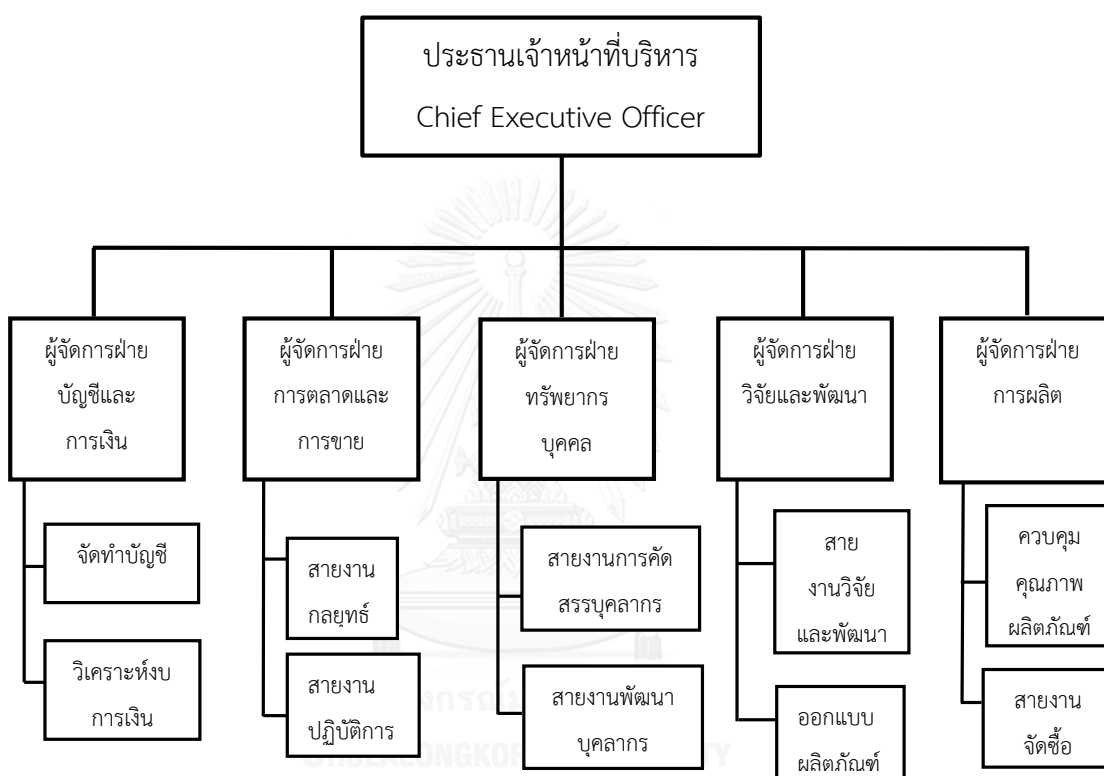 ประธานเจ้าหน้าที่บริหาร
Chief Executive Officer
ผู้จัดการฝ่าย
บัญชีและ
การเงิน
จัดทำบัญชี
วิเคราะห์งบ
การเงิน
ผู้จัดการฝ่าย
การตลาดและ
การขาย
สายงาน
กลยุทธ์
สายงาน
ปฏิบัติการ
ผู้จัดการฝ่าย
ทรัพยากร
บุคคล
สายงานการคัด
สรรบุคลากร
สายงานพัฒนา
บุคลากร
ผู้จัดการฝ่าย
วิจัยและพัฒนา
สาย
งานวิจัย
และพัฒนา
ออกแบบ
ผลิตภัณฑ์
ผู้จัดการฝ่าย
การผลิต
ควบคุม
คุณภาพ
ผลิตภัณฑ์
สายงาน
จัดซื้อ